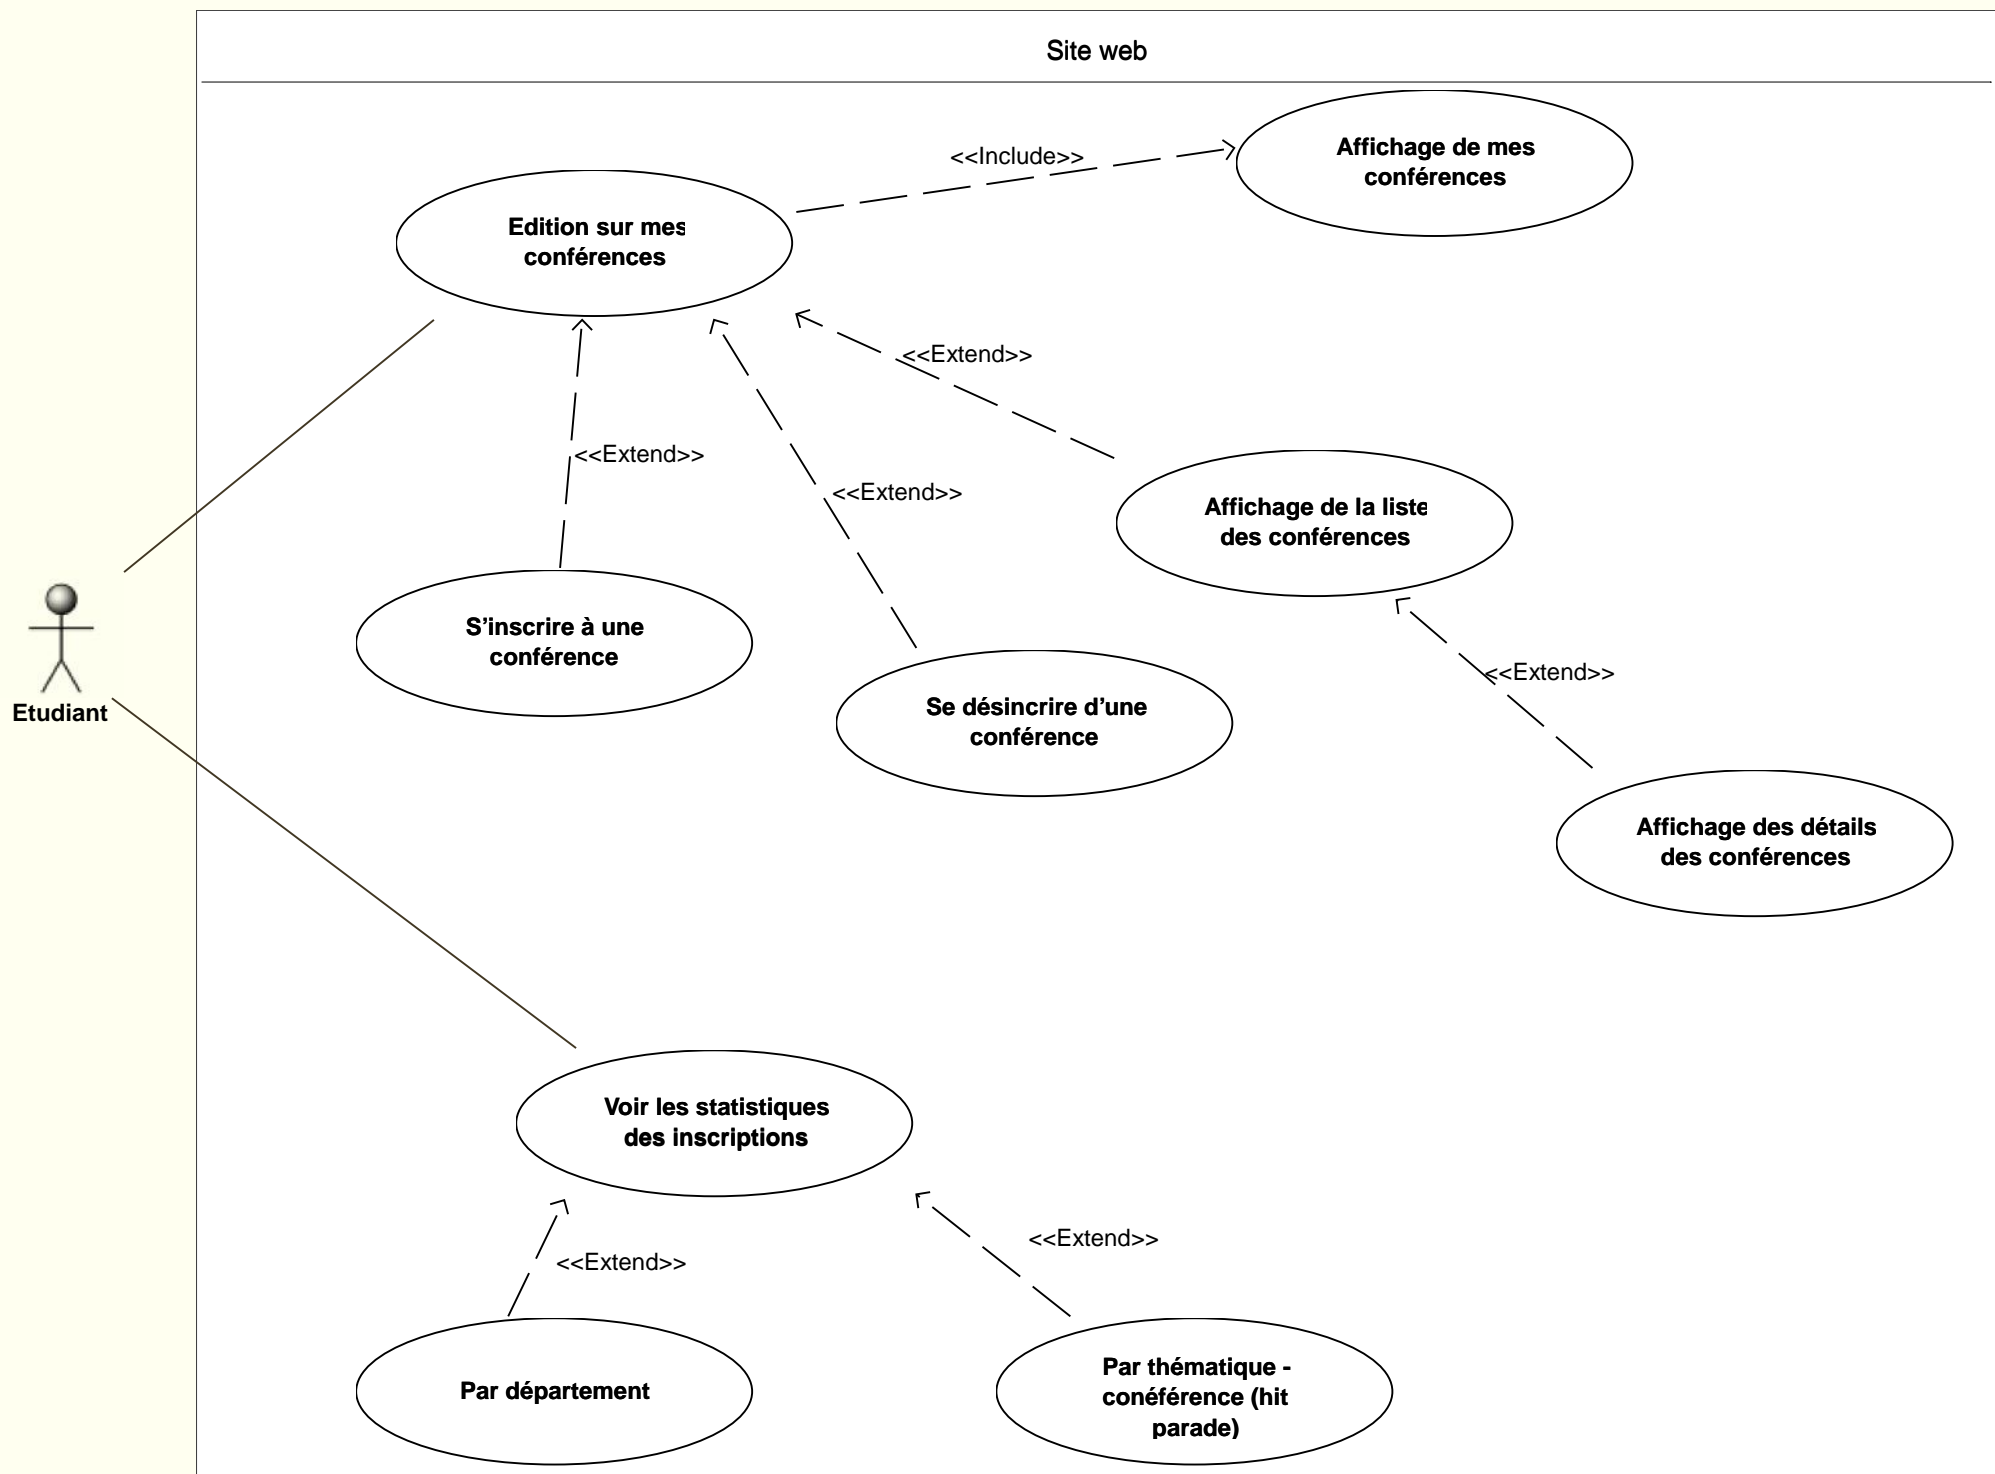 Site web
<<Include>>
Affichage de mes
conférences
Edition sur mes
conférences
<<Extend>>
<<Extend>>
<<Extend>>
Affichage de la liste
des conférences
S'inscrire à une
conférence
<<Extend>>
Se désincrire d'une
conférence
Etudiant
Affichage des détails
des conférences
Voir les statistiques
des inscriptions
<<Extend>>
<<Extend>>
Par département
Par thématique -
conéférence (hit
parade)